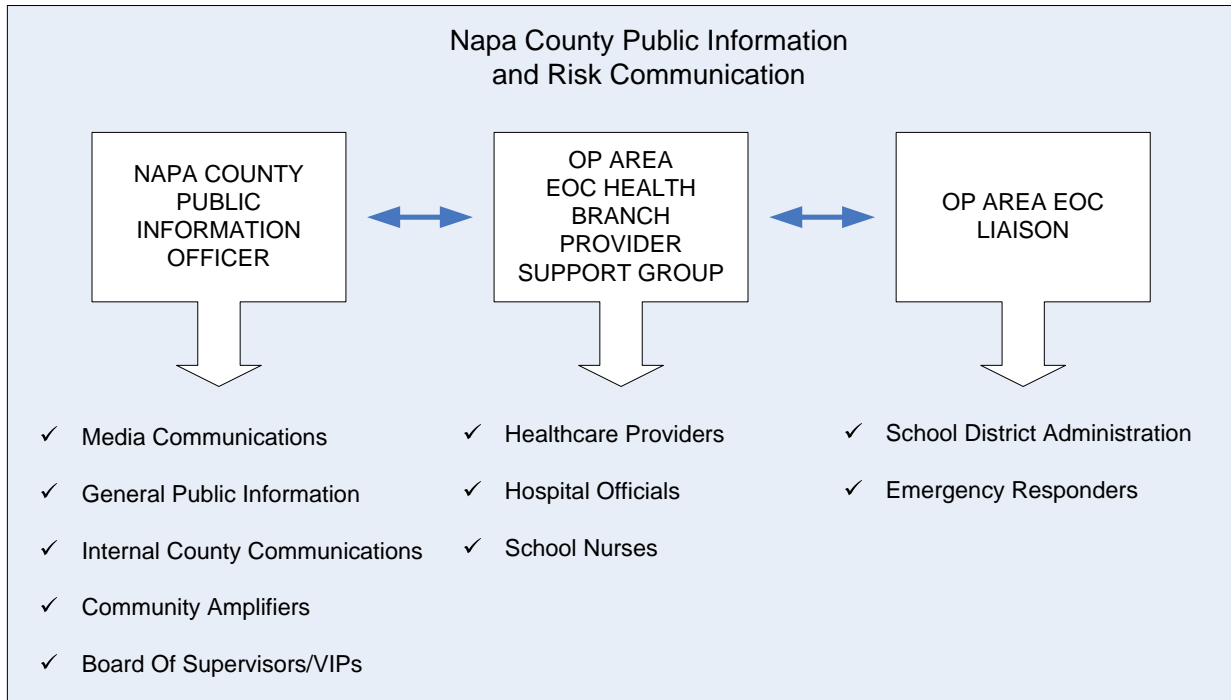 Napa County Public Information
and Risk Communication
NAPA COUNTY
PUBLIC
INFORMATION
OFFICER
OP AREA
EOC HEALTH
BRANCH
PROVIDER
SUPPORT GROUP
OP AREA EOC
LIAISON
✓ Media Communications
✓ General Public Information
✓ Internal County Communications
✓ Community Amplifiers
✓ Board Of Supervisors/VIPs
✓ Healthcare Providers
✓ Hospital Officials
✓ School Nurses
✓ School District Administration
✓ Emergency Responders